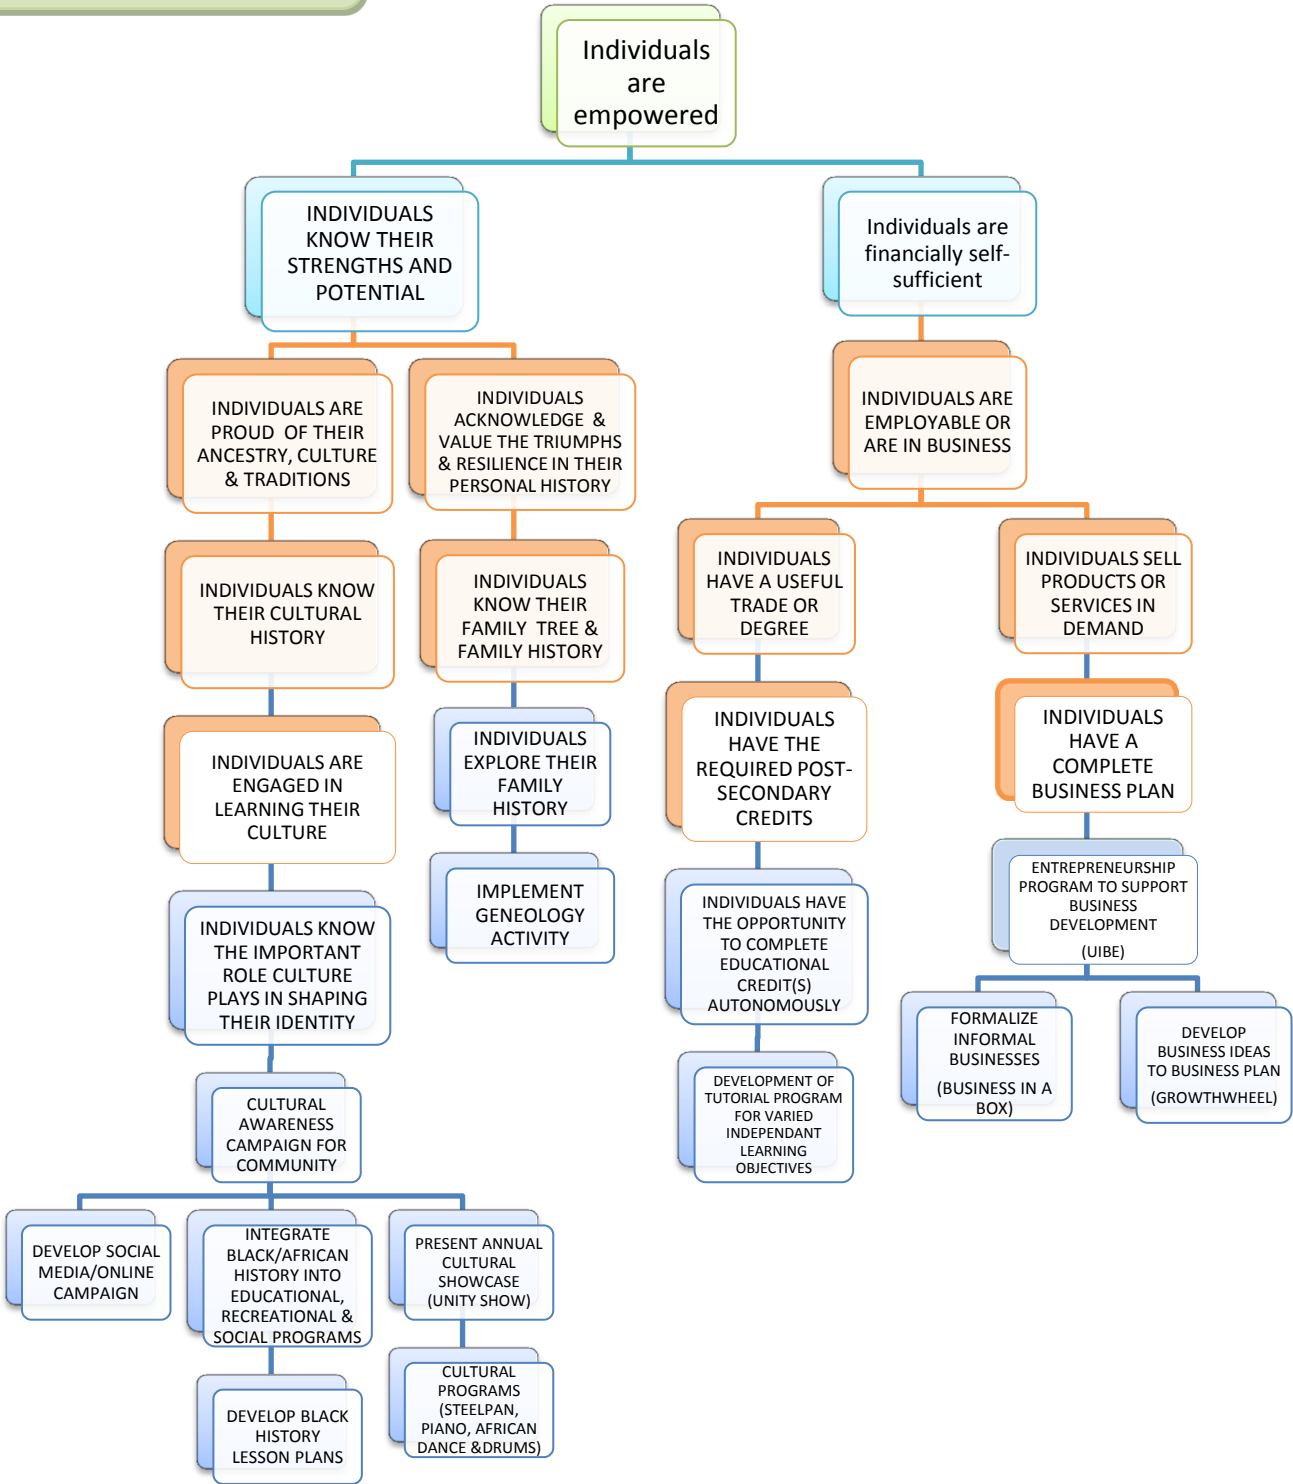 Individuals
are
empowered
INDIVIDUALS
KNOW THEIR
STRENGTHS AND
POTENTIAL
Individuals are
financially self-
sufficient
INDIVIDUALS ARE
PROUD OF THEIR
ANCESTRY, CULTURE
& TRADITIONS
INDIVIDUALS
ACKNOWLEDGE &
VALUE THE TRIUMPHS
& RESILIENCE IN THEIR
PERSONAL HISTORY
INDIVIDUALS ARE
EMPLOYABLE OR
ARE IN BUSINESS
INDIVIDUALS KNOW
THEIR CULTURAL
HISTORY
INDIVIDUALS
KNOW THEIR
FAMILY TREE &
FAMILY HISTORY
INDIVIDUALS
HAVE A USEFUL
TRADE OR
DEGREE
INDIVIDUALS SELL
PRODUCTS OR
SERVICES IN
DEMAND
INDIVIDUALS ARE
ENGAGED IN
LEARNING THEIR
CULTURE
INDIVIDUALS
EXPLORE THEIR
FAMILY
HISTORY
INDIVIDUALS
HAVE THE
REQUIRED POST-
SECONDARY
CREDITS
INDIVIDUALS
HAVE A
COMPLETE
BUSINESS PLAN
INDIVIDUALS KNOW
THE IMPORTANT
ROLE CULTURE
PLAYS IN SHAPING
THEIR IDENTITY
IMPLEMENT
GENEOLOGY
ACTIVITY
INDIVIDUALS HAVE
THE OPPORTUNITY
TO COMPLETE
EDUCATIONAL
CREDIT(S)
AUTONOMOUSLY
ENTREPRENEURSHIP
PROGRAM TO SUPPORT
BUSINESS
DEVELOPMENT
(UIBE)
FORMALIZE
INFORMAL
BUSINESSES
(BUSINESS IN A
BOX)
DEVELOP
BUSINESS IDEAS
TO BUSINESS PLAN
(GROWTHWHEEL)
CULTURAL
AWARENESS
CAMPAIGN FOR
COMMUNITY
DEVELOPMENT OF
TUTORIAL PROGRAM
FOR VARIED
INDEPENDANT
LEARNING
OBJECTIVES
DEVELOP SOCIAL
MEDIA/ONLINE
CAMPAIGN
INTEGRATE
BLACK/AFRICAN
HISTORY INTO
EDUCATIONAL,
RECREATIONAL &
SOCIAL PROGRAMS
PRESENT ANNUAL
CULTURAL
SHOWCASE
(UNITY SHOW)
DEVELOP BLACK
HISTORY
LESSON PLANS
CULTURAL
PROGRAMS
(STEELPAN,
PIANO, AFRICAN
DANCE &DRUMS)